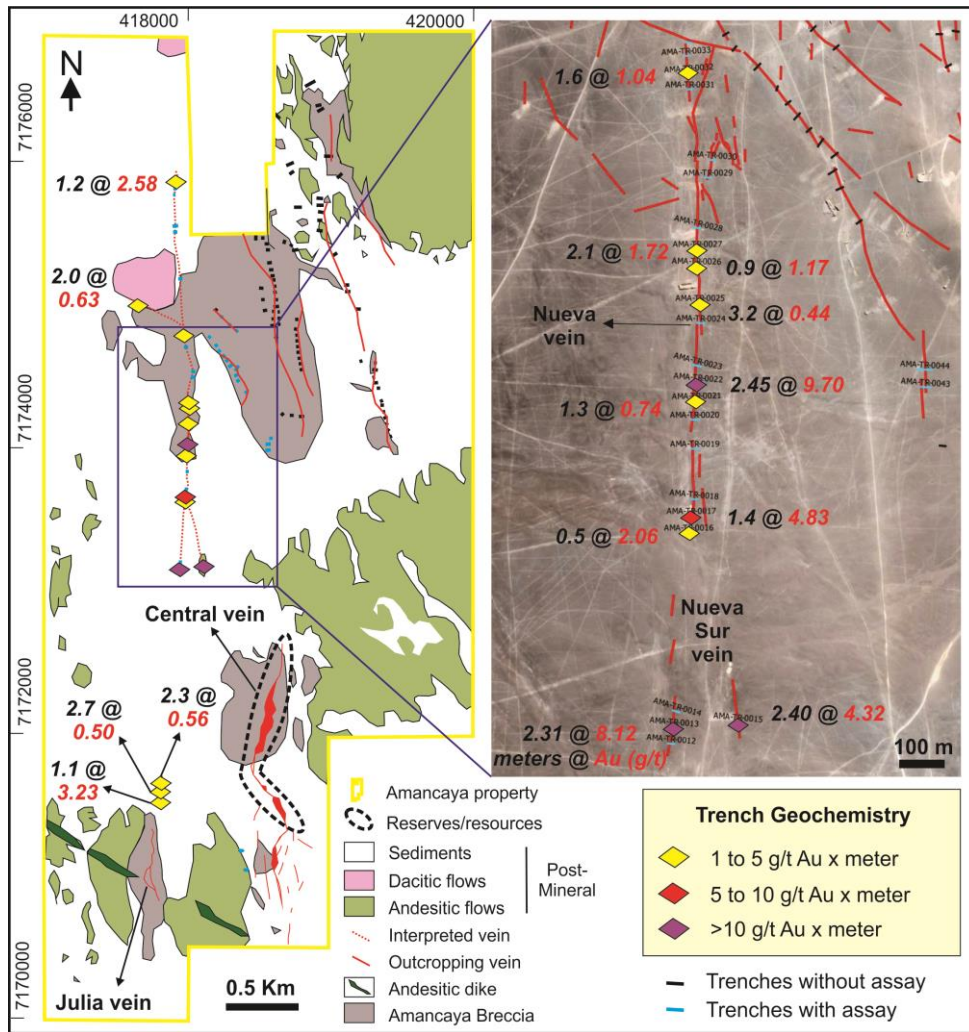 418000
420000
N
7176000
7174000
7172000
7170000
1.2 @ 2.58
2.0 @
0.63
Central vein
2.7 @
0.50
2.3 @
0.56
1.1 @
3.23
Julia vein
0.5 Km
Amancaya property
Reserves/resources
Sediments
Dacitic flows
Andesitic flows
Post-
Mineral
Interpreted vein
Outcropping vein
Andesitic dike
Amancaya Breccia
AMA-TR-0033
AMA-TR-0032
1.6 @ 1.04
AMA-TR-0031
AMA-TR-0030
AMA-TR-0029
AMA-TR-0028
2.1 @ 1.72
AMA-TR-0027
AMA-TR-0026
0.9 @ 1.17
AMA-TR-0025
3.2 @ 0.44
AMA-TR-0024
Nueva
vein
AMA-TR-0023
AMA-TR-0022
2.45 @ 9.70
AMA-TR-0021
1.3 @ 0.74
AMA-TR-0020
AMA-TR-0019
AMA-TR-0044
AMA-TR-0043
AMA-TR-0018
AMA-TR-0017
1.4 @ 4.83
AMA-TR-0016
0.5 @ 2.06
Nueva
Sur
vein
AMA-TR-0014
AMA-TR-0013
AMA-TR-0012
AMA-TR-0015
2.40 @ 4.32
2.31 @ 8.12
meters @ Au (g/t)
100 m
Trench Geochemistry
1 to 5 g/t Au x meter
5 to 10 g/t Au x meter
>10 g/t Au x meter
Trenches without assay
Trenches with assay